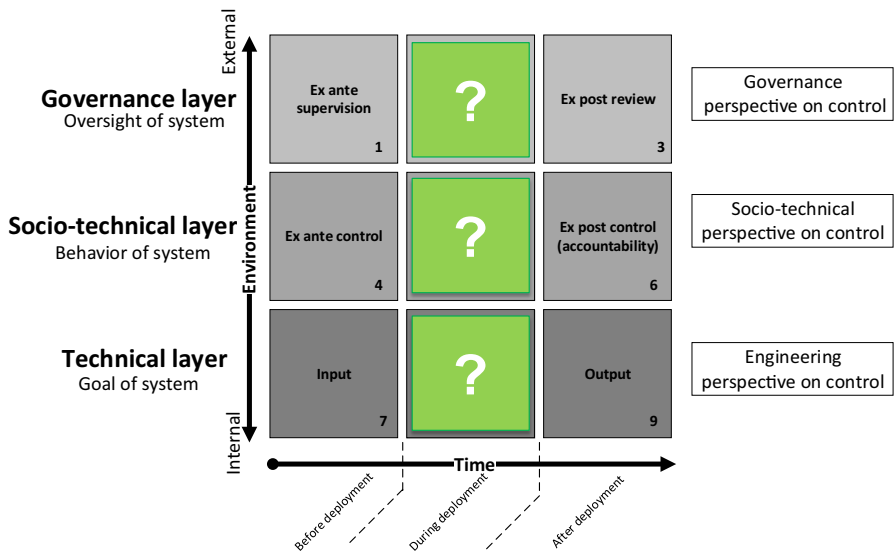 External
Governance layer
Oversight of system
Ex ante
supervision
1
?
Ex post review
3
Governance
perspective on control
Environment
Socio-technical layer
Behavior of system
Ex ante control
4
?
Ex post control
(accountability)
6
Socio-technical
perspective on control
Technical layer
Goal of system
Input
7
?
Output
9
Engineering
perspective on control
Internal
Time
Before deployment
During deployment
After deployment